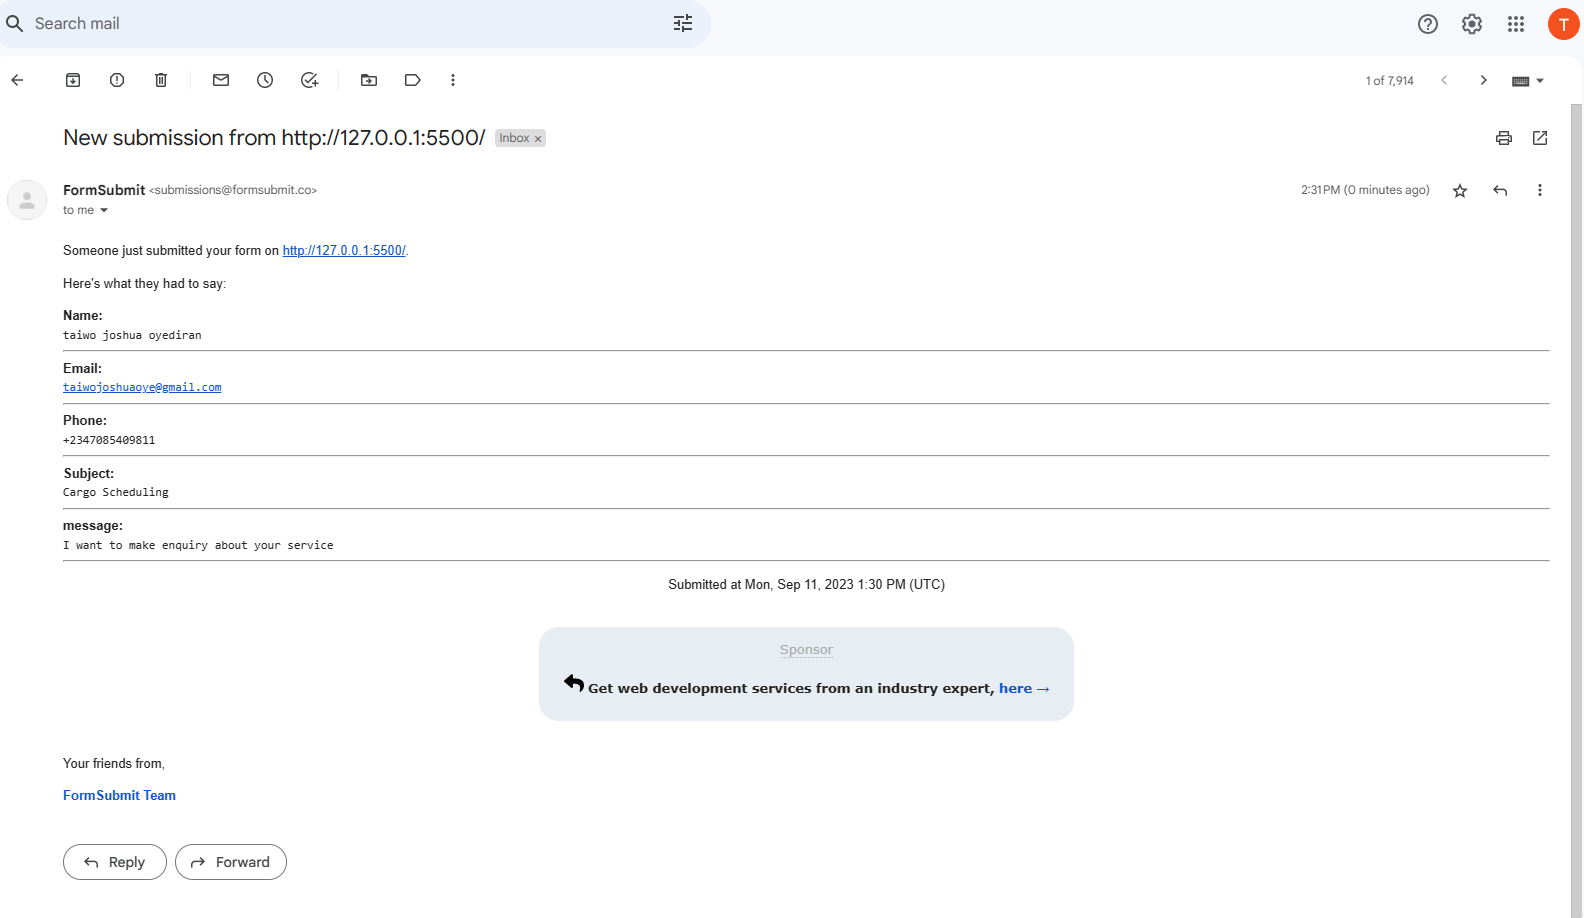 Search mail
T
1 of 7,914
New submission from http://127.0.0.1:5500/ Inbox ×
FormSubmit <submissions@formsubmit.co> 2:31 PM (0 minutes ago)
to me
Someone just submitted your form on http://127.0.0.1:5500/.
Here's what they had to say:
Name:
taiwo joshua oyediran
Email:
taiwojoshuaoye@gmail.com
Phone:
+2347085409811
Subject:
Cargo Scheduling
message:
I want to make enquiry about your service
Submitted at Mon, Sep 11, 2023 1:30 PM (UTC)
Sponsor
Get web development services from an industry expert, here →
Your friends from,
FormSubmit Team
Reply Forward